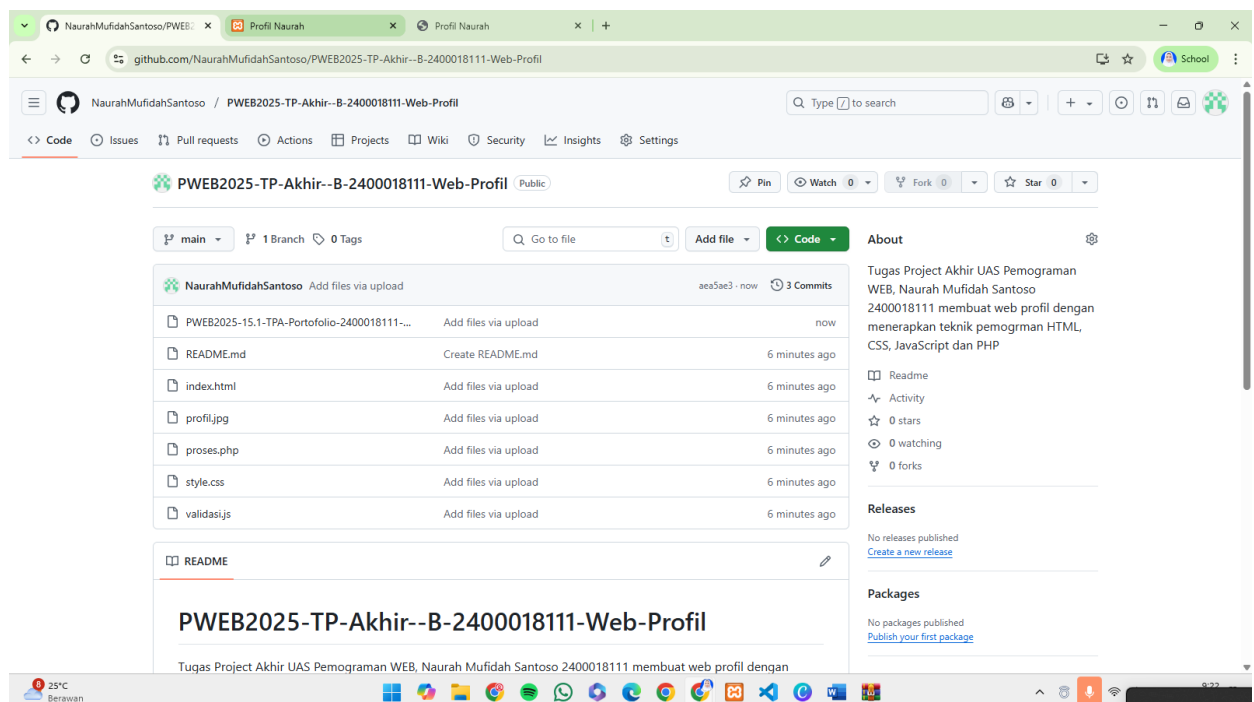 NaurahMufidahSantoso/PWEB2
Profil Naurah
Profil Naurah
github.com/NaurahMufidahSantoso/PWEB2025-TP-Akhir--B-2400018111-Web-Profil
School
NaurahMufidahSantoso / PWEB2025-TP-Akhir--B-2400018111-Web-Profil
Type / to search
Code Issues Pull requests Actions Projects Wiki Security Insights Settings
PWEB2025-TP-Akhir--B-2400018111-Web-Profil Public
Pin Watch 0 Fork 0 Star 0
main 1 Branch 0 Tags Go to file t Add file Code
NaurahMufidahSantoso Add files via upload aea5ae3 · now 3 Commits
PWEB2025-15.1-TPA-Portofolio-2400018111-... Add files via upload now
README.md Create README.md 6 minutes ago
index.html Add files via upload 6 minutes ago
profil.jpg Add files via upload 6 minutes ago
proses.php Add files via upload 6 minutes ago
style.css Add files via upload 6 minutes ago
validasi.js Add files via upload 6 minutes ago
README
PWEB2025-TP-Akhir--B-2400018111-Web-Profil
Tugas Project Akhir UAS Pemograman WEB, Naurah Mufidah Santoso 2400018111 membuat web profil dengan
About
Tugas Project Akhir UAS Pemograman
WEB, Naurah Mufidah Santoso
2400018111 membuat web profil dengan
menerapkan teknik pemogrman HTML,
CSS, JavaScript dan PHP
Readme
Activity
0 stars
0 watching
0 forks
Releases
No releases published
Create a new release
Packages
No packages published
Publish your first package
8
25°C
Berawan
9:22